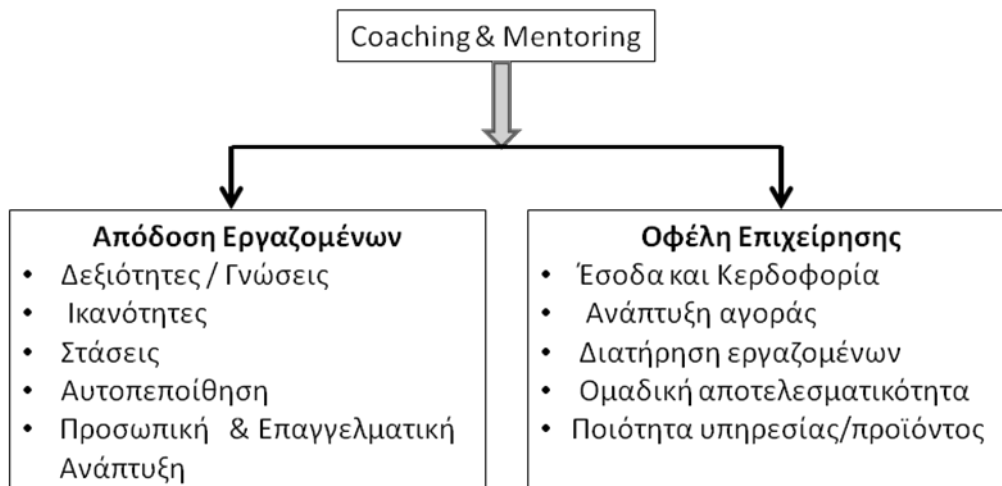 Coaching & Mentoring
Απόδοση Εργαζομένων
• Δεξιότητες / Γνώσεις
• Ικανότητες
• Στάσεις
• Αυτοπεποίθηση
• Προσωπική & Επαγγελματική
Ανάπτυξη
Οφέλη Επιχείρησης
• Έσοδα και Κερδοφορία
• Ανάπτυξη αγοράς
• Διατήρηση εργαζομένων
• Ομαδική αποτελεσματικότητα
• Ποιότητα υπηρεσίας/προϊόντος